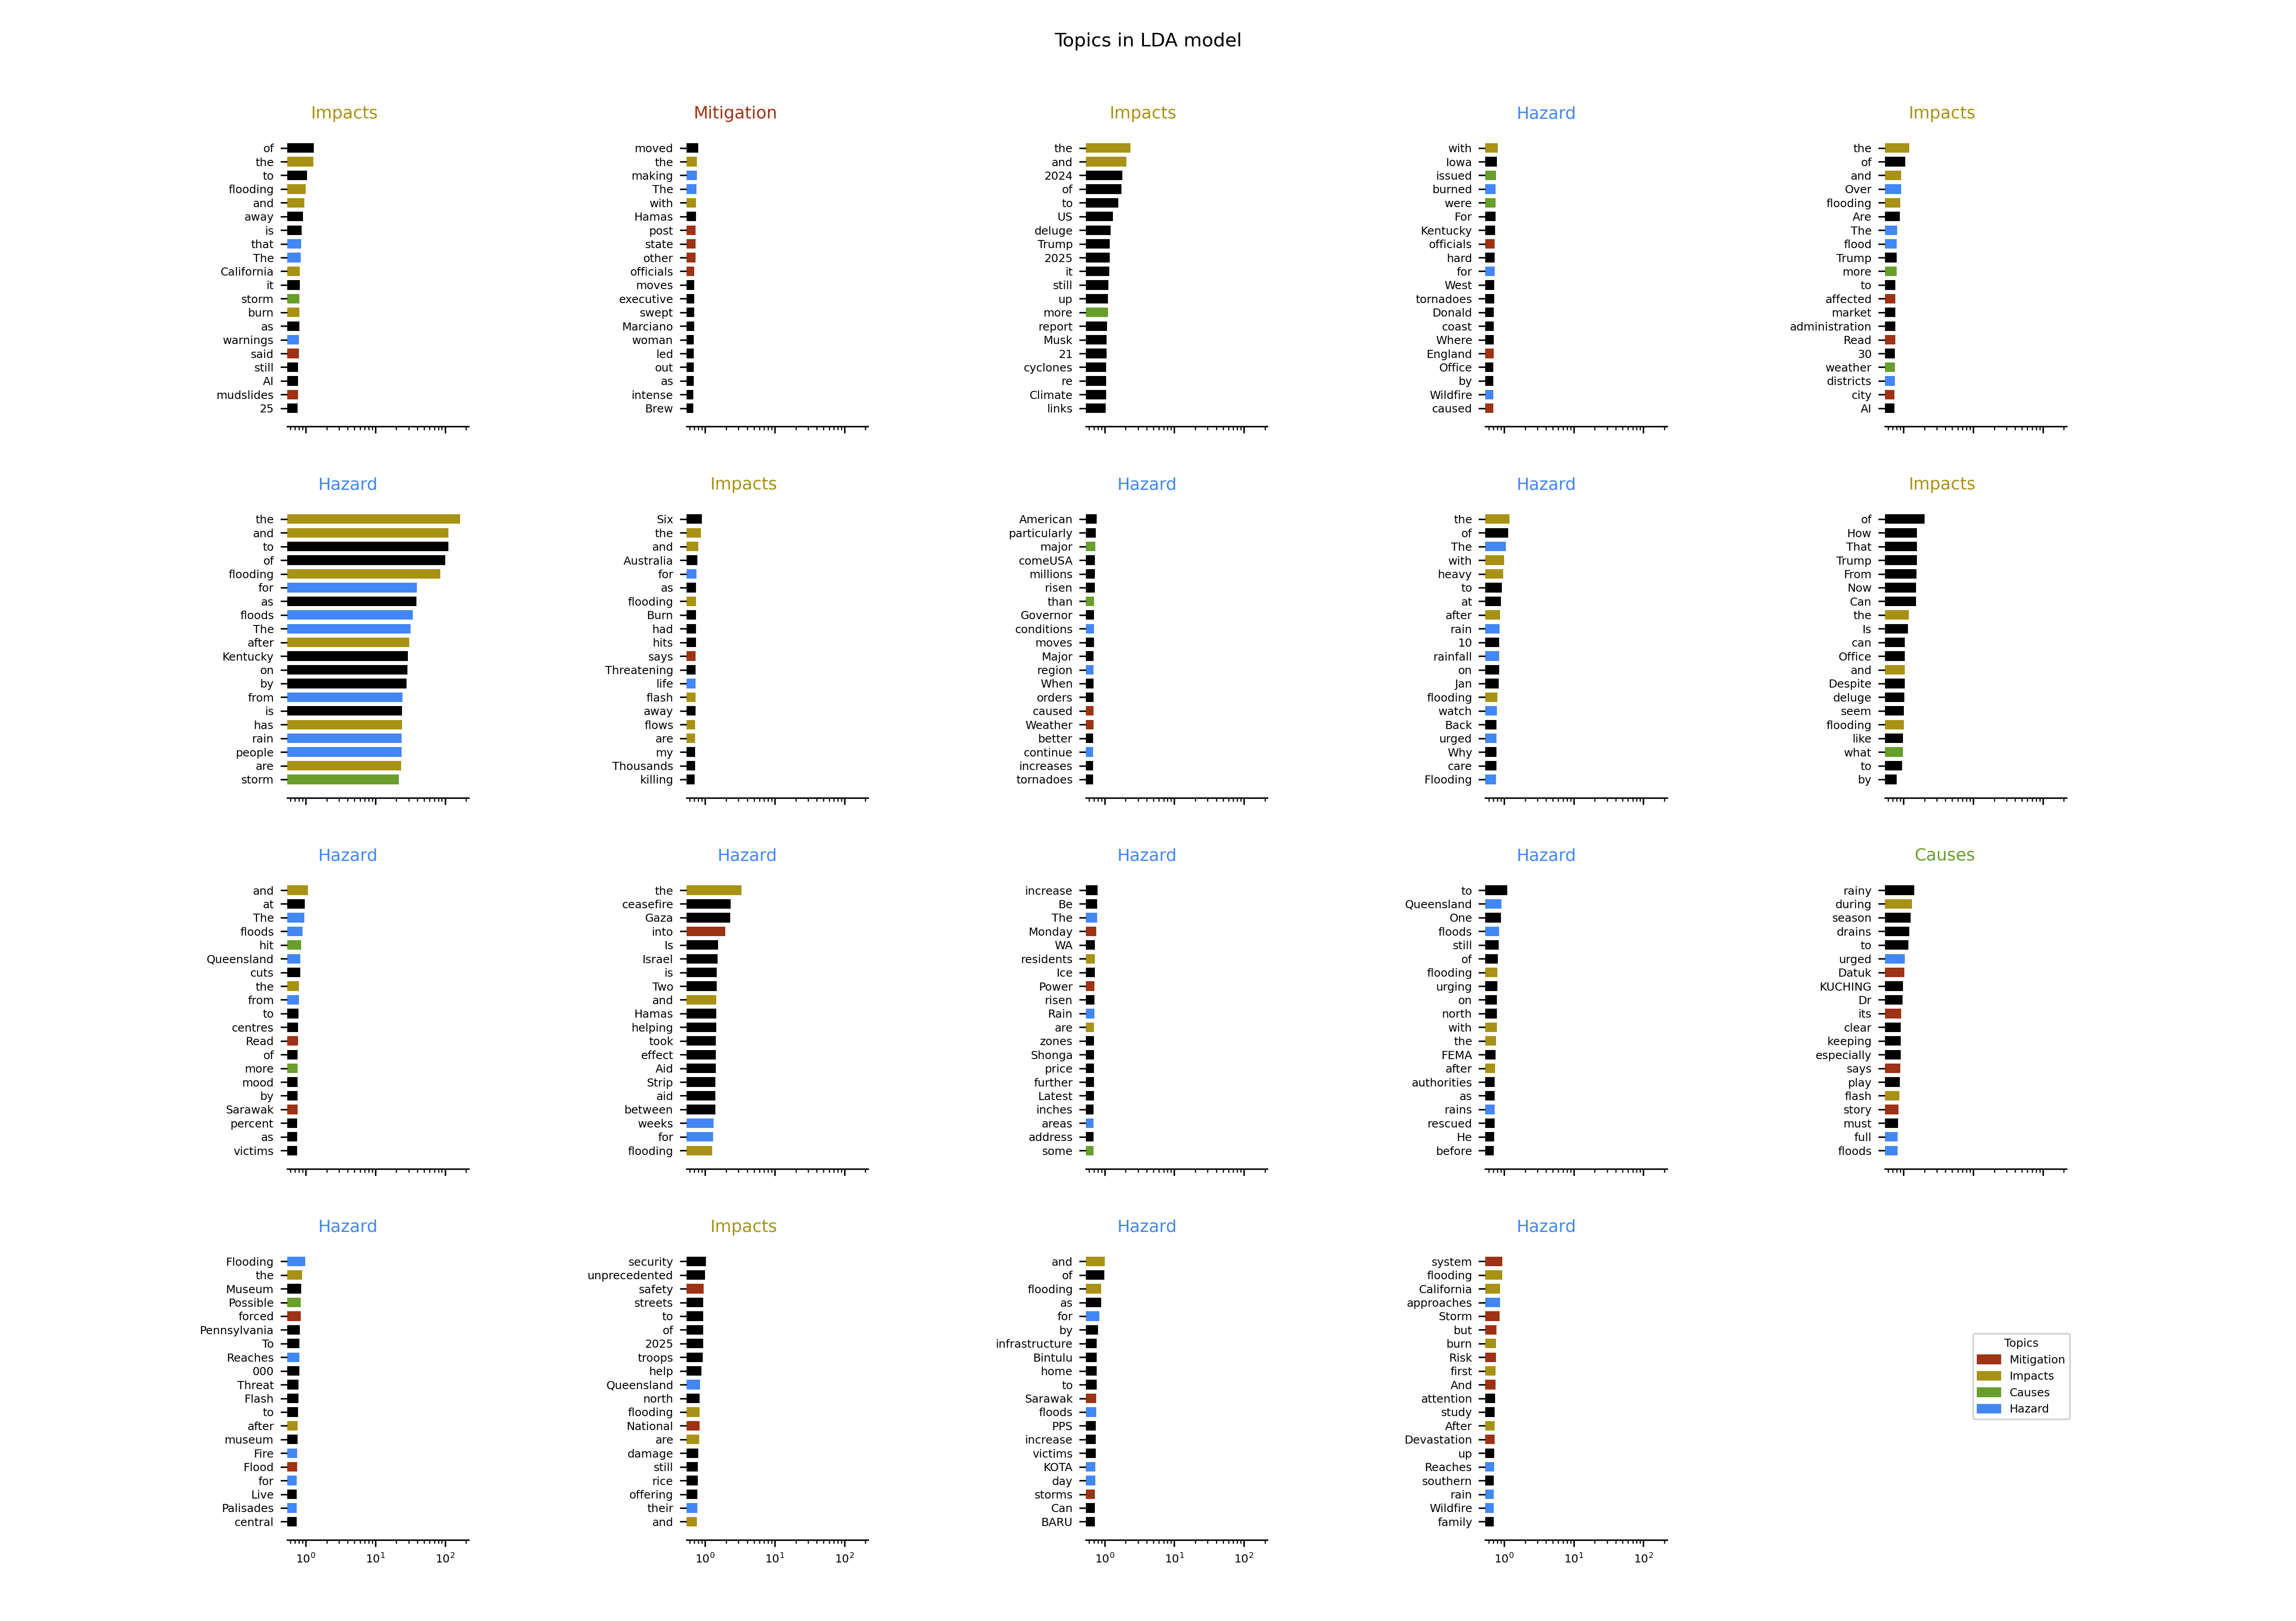 Topics in LDA model
Impacts
of
the
to
flooding
and
away
is
that
The
California
it
storm
burn
as
warnings
said
still
AI
mudslides
25
Mitigation
moved
the
making
The
with
Hamas
post
state
other
officials
moves
executive
swept
Marciano
woman
led
out
as
intense
Brew
Impacts
the
and
2024
of
to
US
deluge
Trump
2025
it
still
up
more
report
Musk
21
cyclones
re
Climate
links
Hazard
with
Iowa
issued
burned
were
For
Kentucky
officials
hard
for
West
tornadoes
Donald
coast
Where
England
Office
by
Wildfire
caused
Impacts
the
of
and
Over
flooding
Are
The
flood
Trump
more
to
affected
market
administration
Read
30
weather
districts
city
AI
Hazard
the
and
to
of
flooding
for
as
floods
The
after
Kentucky
on
by
from
is
has
rain
people
are
storm
Impacts
Six
the
and
Australia
for
as
flooding
Burn
had
hits
says
Threatening
life
flash
away
flows
are
my
Thousands
killing
Hazard
American
particularly
major
comeUSA
millions
risen
than
Governor
conditions
moves
Major
region
When
orders
caused
Weather
better
continue
increases
tornadoes
Hazard
the
of
The
with
heavy
to
at
after
rain
10
rainfall
on
Jan
flooding
watch
Back
urged
Why
care
Flooding
Impacts
of
How
That
Trump
From
Now
Can
the
Is
can
Office
and
Despite
deluge
seem
flooding
like
what
to
by
Hazard
and
at
The
floods
hit
Queensland
cuts
the
from
to
centres
Read
of
more
mood
by
Sarawak
percent
as
victims
Hazard
the
ceasefire
Gaza
into
Is
Israel
is
Two
and
Hamas
helping
took
effect
Aid
Strip
aid
between
weeks
for
flooding
Hazard
increase
Be
The
Monday
WA
residents
Ice
Power
risen
Rain
are
zones
Shonga
price
further
Latest
inches
areas
address
some
Hazard
to
Queensland
One
floods
still
of
flooding
urging
on
north
with
the
FEMA
after
authorities
as
rains
rescued
He
before
Causes
rainy
during
season
drains
to
urged
Datuk
KUCHING
Dr
its
clear
keeping
especially
says
play
flash
story
must
full
floods
Hazard
Flooding
the
Museum
Possible
forced
Pennsylvania
To
Reaches
000
Threat
Flash
to
after
museum
Fire
Flood
for
Live
Palisades
central
10⁰ 10¹ 10²
Impacts
security
unprecedented
safety
streets
to
of
2025
troops
help
Queensland
north
flooding
National
are
damage
still
rice
offering
their
and
10⁰ 10¹ 10²
Hazard
and
of
flooding
as
for
by
infrastructure
Bintulu
home
to
Sarawak
floods
PPS
increase
victims
KOTA
day
storms
Can
BARU
10⁰ 10¹ 10²
Hazard
system
flooding
California
approaches
Storm
but
burn
Risk
first
And
attention
study
After
Devastation
up
Reaches
southern
rain
Wildfire
family
10⁰ 10¹ 10²
Topics
Mitigation
Impacts
Causes
Hazard